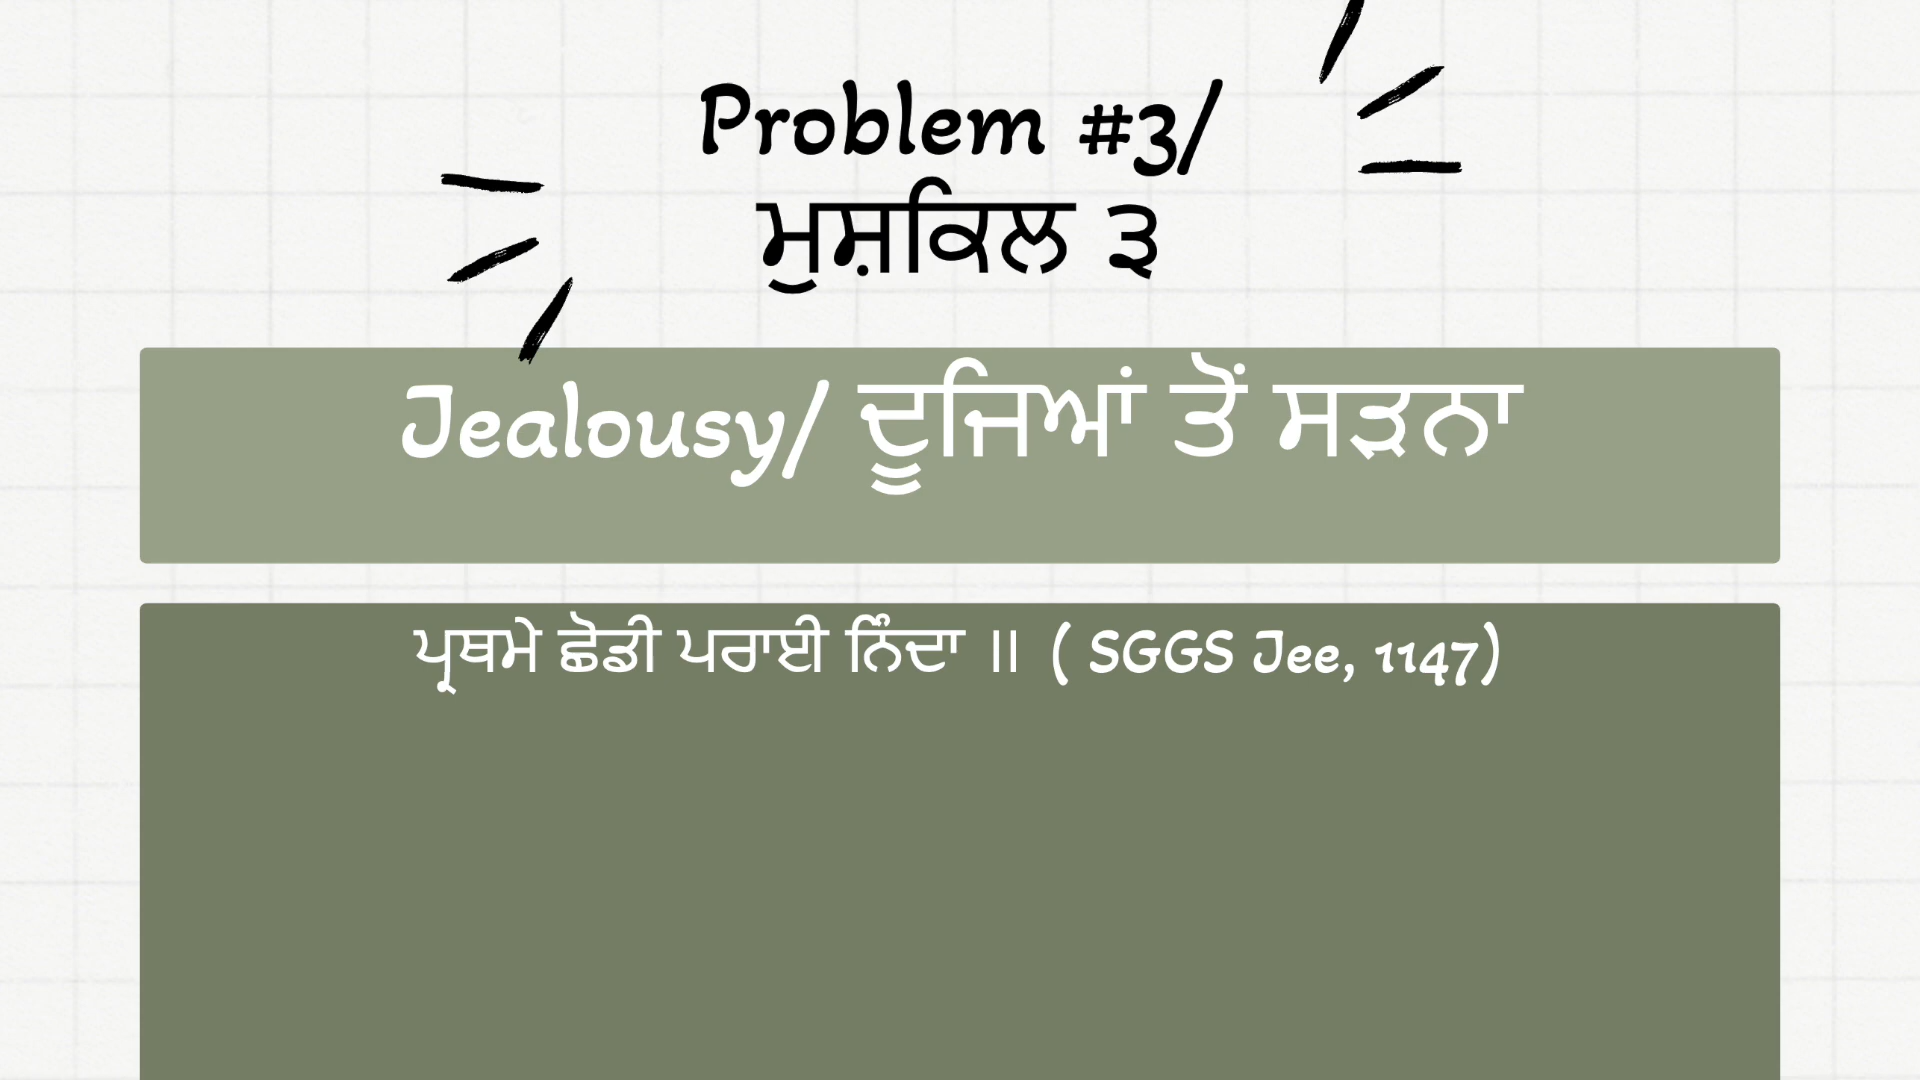 Problem #3/
ਮੁਸ਼ਕਿਲ ੩
Jealousy/ ਦੂਜਿਆਂ ਤੋਂ ਸੜਨਾ
ਪ੍ਰਥਮੇ ਛੋਡੀ ਪਰਾਈ ਨਿੰਦਾ ॥ ( SGGS Jee, 1147)